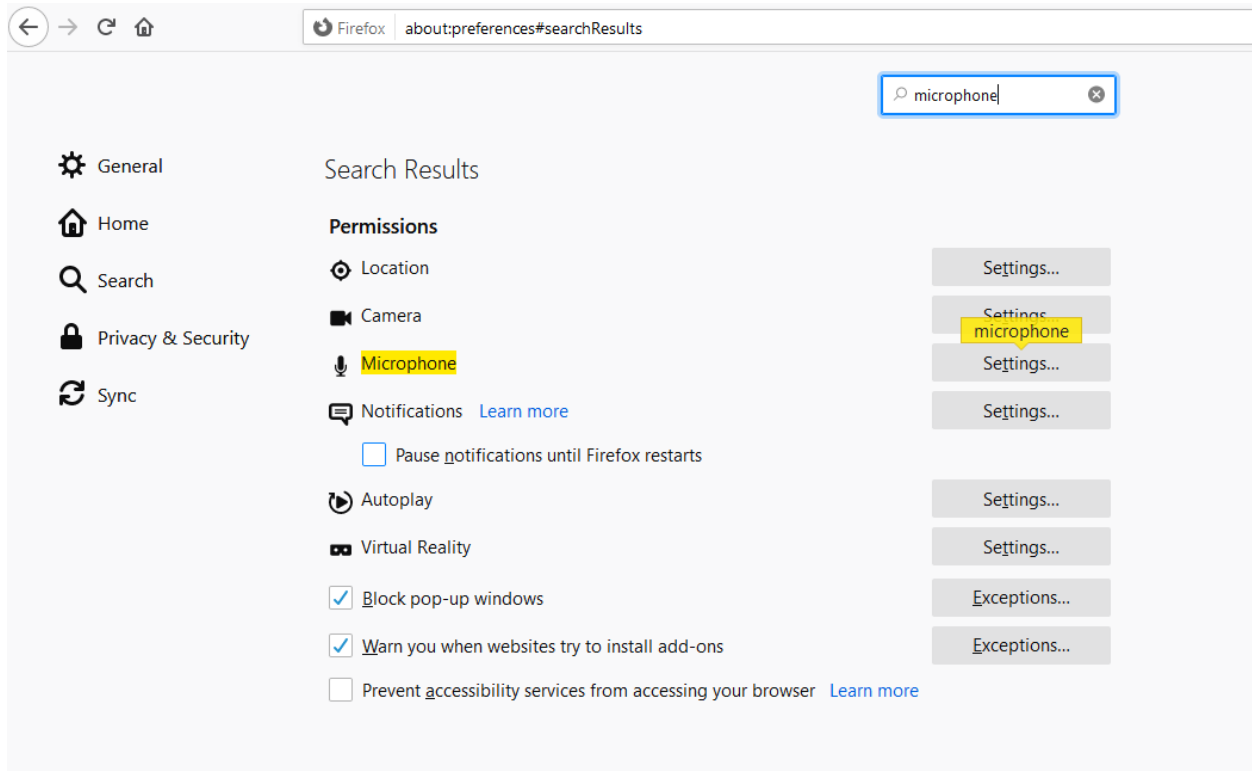 Firefox about:preferences#searchResults
microphone
General
Home
Search
Privacy & Security
Sync
Search Results
Permissions
Location Settings...
Camera
microphone
Microphone Settings...
Notifications Learn more Settings...
Pause notifications until Firefox restarts
Autoplay Settings...
Virtual Reality Settings...
Block pop-up windows Exceptions...
Warn you when websites try to install add-ons Exceptions...
Prevent accessibility services from accessing your browser Learn more